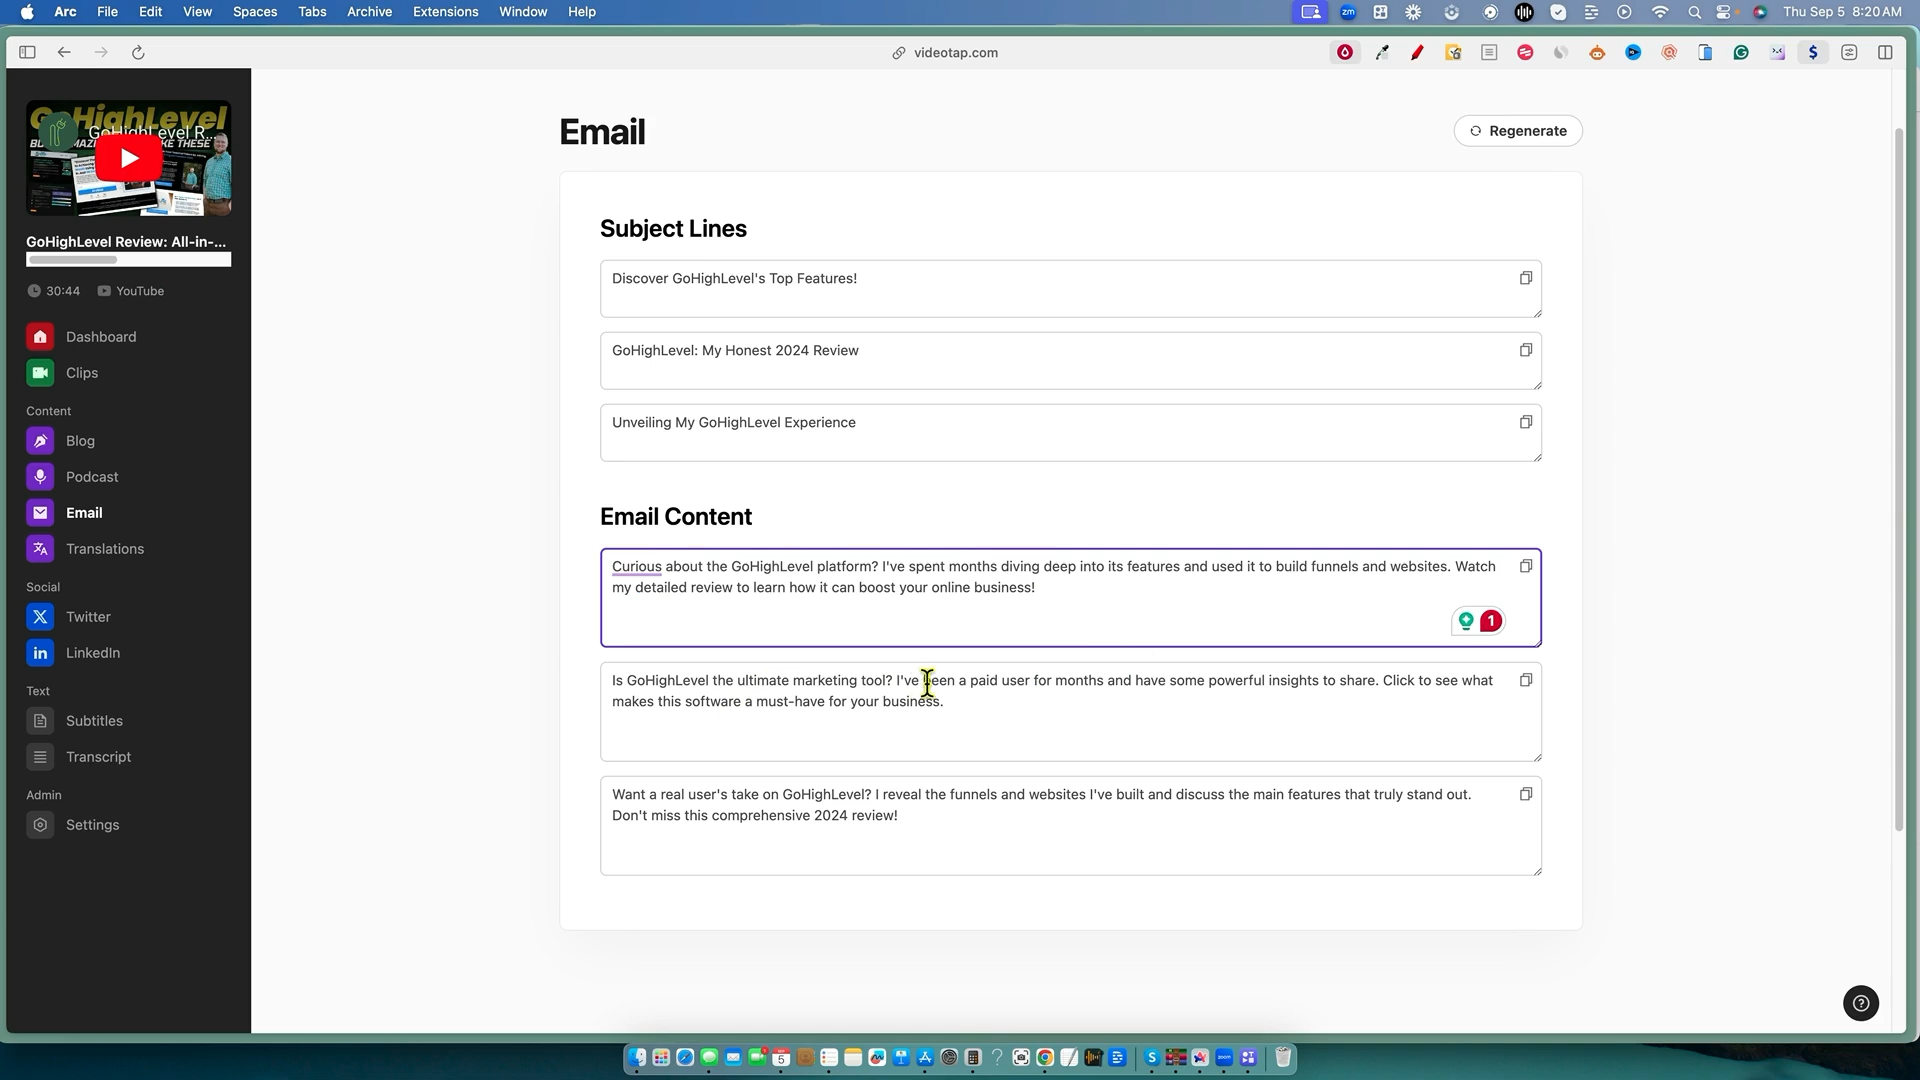 Arc File Edit View Spaces Tabs Archive Extensions Window Help
zm
Thu Sep 5 8:20 AM
videotap.com
GoHighLevel
GoHighLevel R...
GoHighLevel Review: All-in-...
30:44 YouTube
Dashboard
Clips
Content
Blog
Podcast
Email
Translations
Social
Twitter
LinkedIn
Text
Subtitles
Transcript
Admin
Settings
Email
Regenerate
Subject Lines
Discover GoHighLevel's Top Features!
GoHighLevel: My Honest 2024 Review
Unveiling My GoHighLevel Experience
Email Content
Curious about the GoHighLevel platform? I've spent months diving deep into its features and used it to build funnels and websites. Watch
my detailed review to learn how it can boost your online business!
1
Is GoHighLevel the ultimate marketing tool? I've been a paid user for months and have some powerful insights to share. Click to see what
makes this software a must-have for your business.
Want a real user's take on GoHighLevel? I reveal the funnels and websites I've built and discuss the main features that truly stand out.
Don't miss this comprehensive 2024 review!